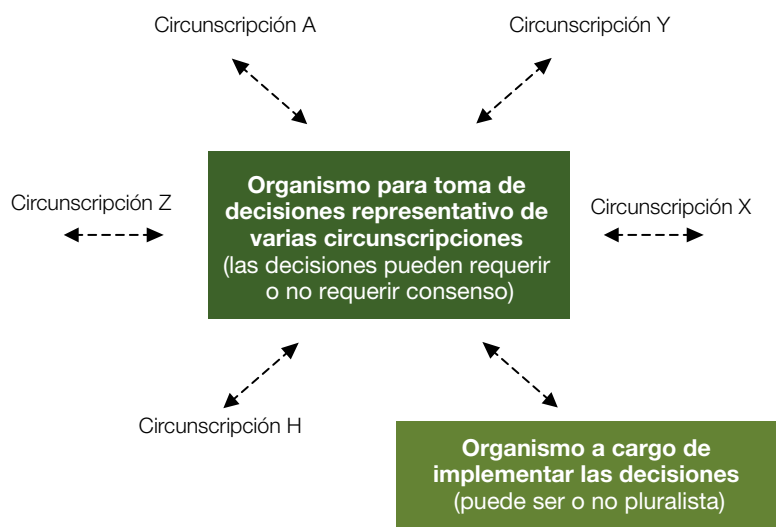 Circunscripción A
Circunscripción Y
Organismo para toma de
decisiones representativo de
varias circunscripciones
(las decisiones pueden requerir
o no requerir consenso)
Circunscripción Z
Circunscripción X
Circunscripción H
Organismo a cargo de
implementar las decisiones
(puede ser o no pluralista)